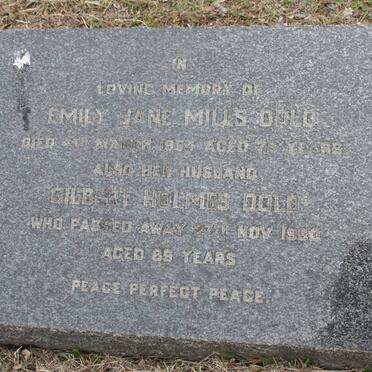 IN
LOVING MEMORY OF
EMILY JANE MILLS DOLD
DIED 4TH MARCH 1954 AGED YEARS
ALSO HER HUSBAND
GILBERT HOLMES DOLD
WHO PASSED AWAY 27TH NOV
AGED 89 YEARS
PEACE PERFECT PEACE.